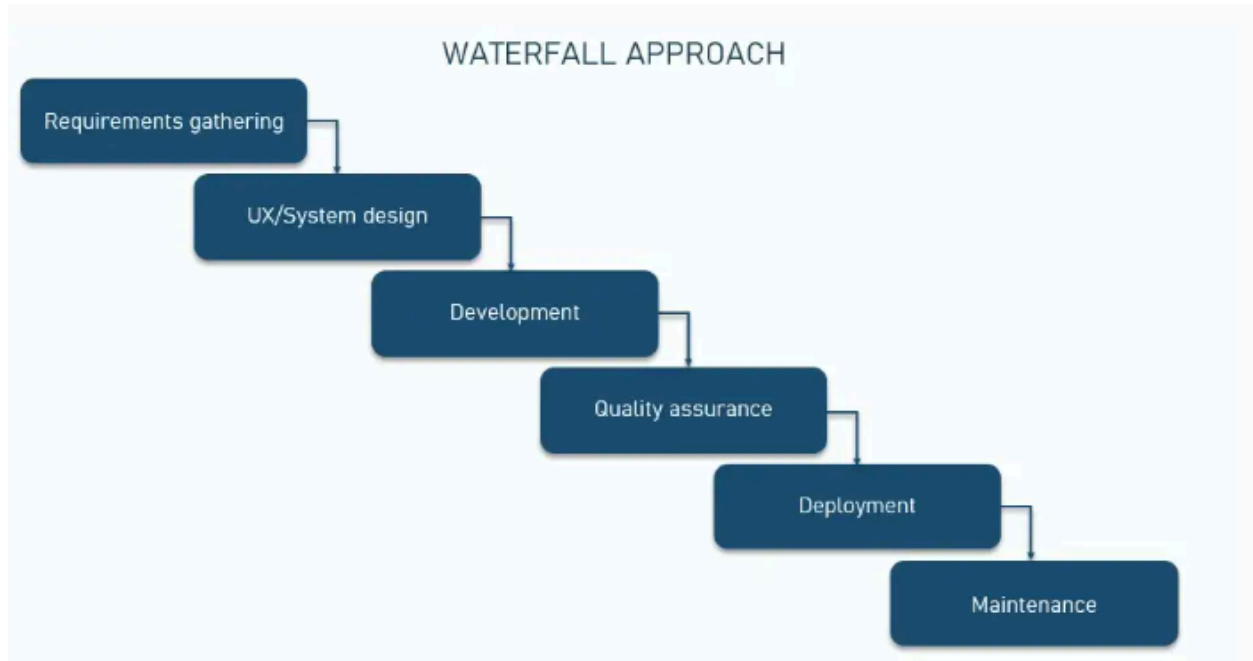 WATERFALL APPROACH
Requirements gathering
UX/System design
Development
Quality assurance
Deployment
Maintenance